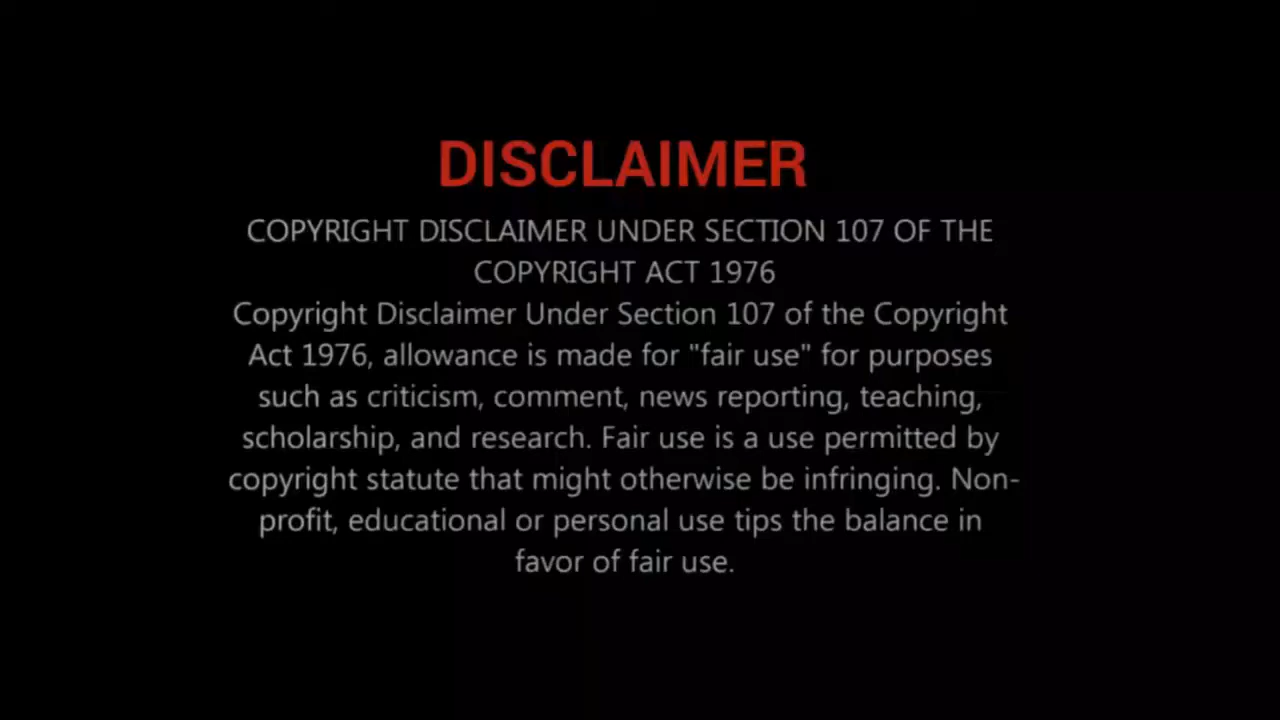 DISCLAIMER
COPYRIGHT DISCLAIMER UNDER SECTION 107 OF THE
COPYRIGHT ACT 1976
Copyright Disclaimer Under Section 107 of the Copyright
Act 1976, allowance is made for "fair use" for purposes
such as criticism, comment, news reporting, teaching,
scholarship, and research. Fair use is a use permitted by
copyright statute that might otherwise be infringing. Non-
profit, educational or personal use tips the balance in
favor of fair use.